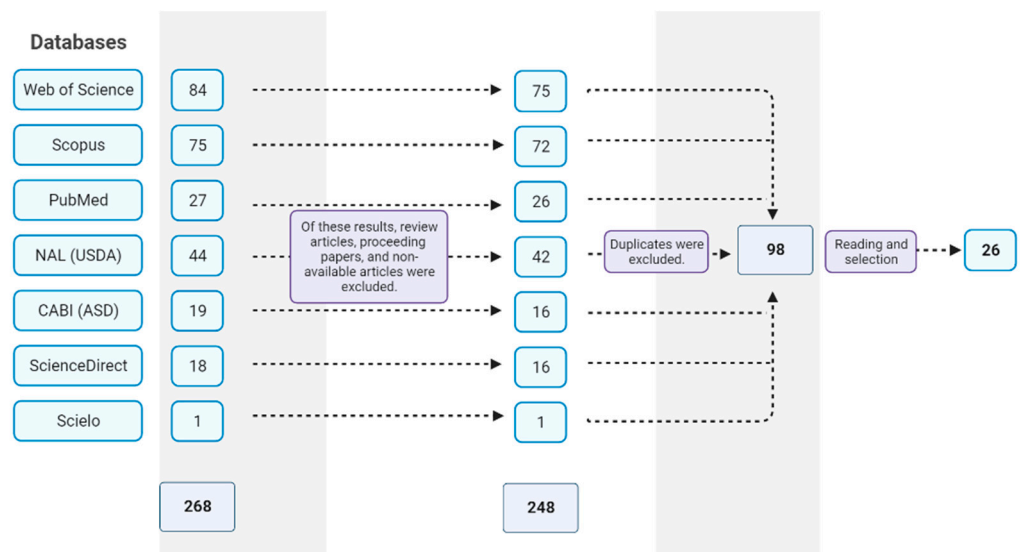 Databases
Web of Science
84
75
Scopus
75
72
PubMed
27
26
Of these results, review
articles, proceeding
papers, and non-
available articles were
excluded.
NAL (USDA)
44
42
Duplicates were
excluded.
98
Reading and
selection
26
CABI (ASD)
19
16
ScienceDirect
18
16
Scielo
1
1
268
248